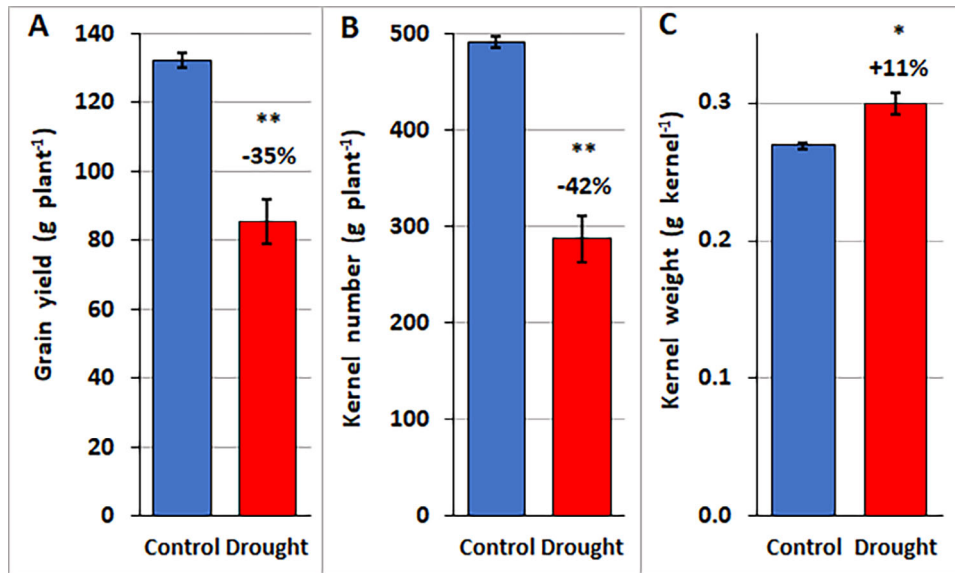 A
Grain yield (g plant⁻¹)
140
120
100
80
60
40
20
0
**
-35%
Control Drought
B
Kernel number (g plant⁻¹)
500
400
300
200
100
0
**
-42%
Control Drought
C
Kernel weight (g kernel⁻¹)
0.3
0.2
0.1
0.0
*
+11%
Control Drought